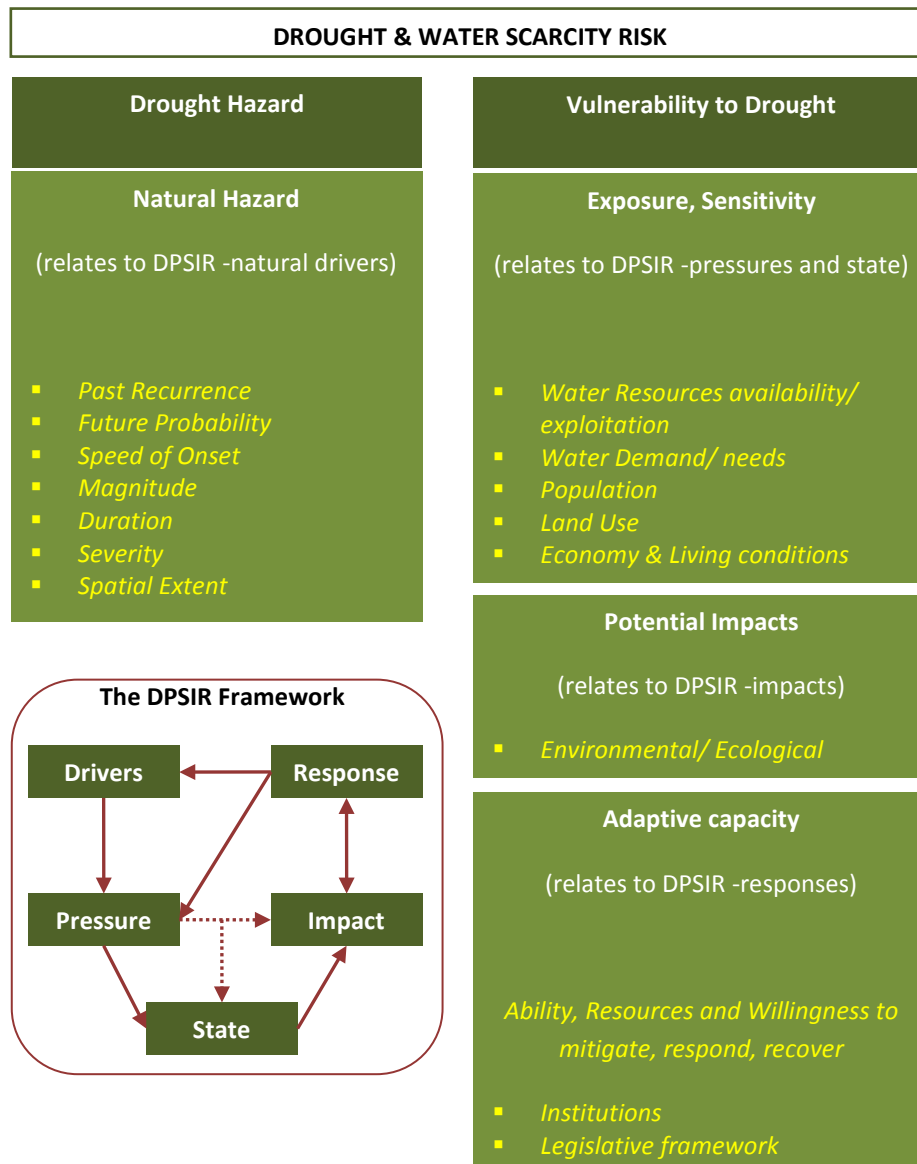 DROUGHT & WATER SCARCITY RISK
Drought Hazard
Natural Hazard
(relates to DPSIR -natural drivers)
▪ Past Recurrence
▪ Future Probability
▪ Speed of Onset
▪ Magnitude
▪ Duration
▪ Severity
▪ Spatial Extent
The DPSIR Framework
Drivers
Response
Pressure
Impact
State
Vulnerability to Drought
Exposure, Sensitivity
(relates to DPSIR -pressures and state)
▪ Water Resources availability/
exploitation
▪ Water Demand/ needs
▪ Population
▪ Land Use
▪ Economy & Living conditions
Potential Impacts
(relates to DPSIR -impacts)
▪ Environmental/ Ecological
Adaptive capacity
(relates to DPSIR -responses)
Ability, Resources and Willingness to
mitigate, respond, recover
▪ Institutions
▪ Legislative framework